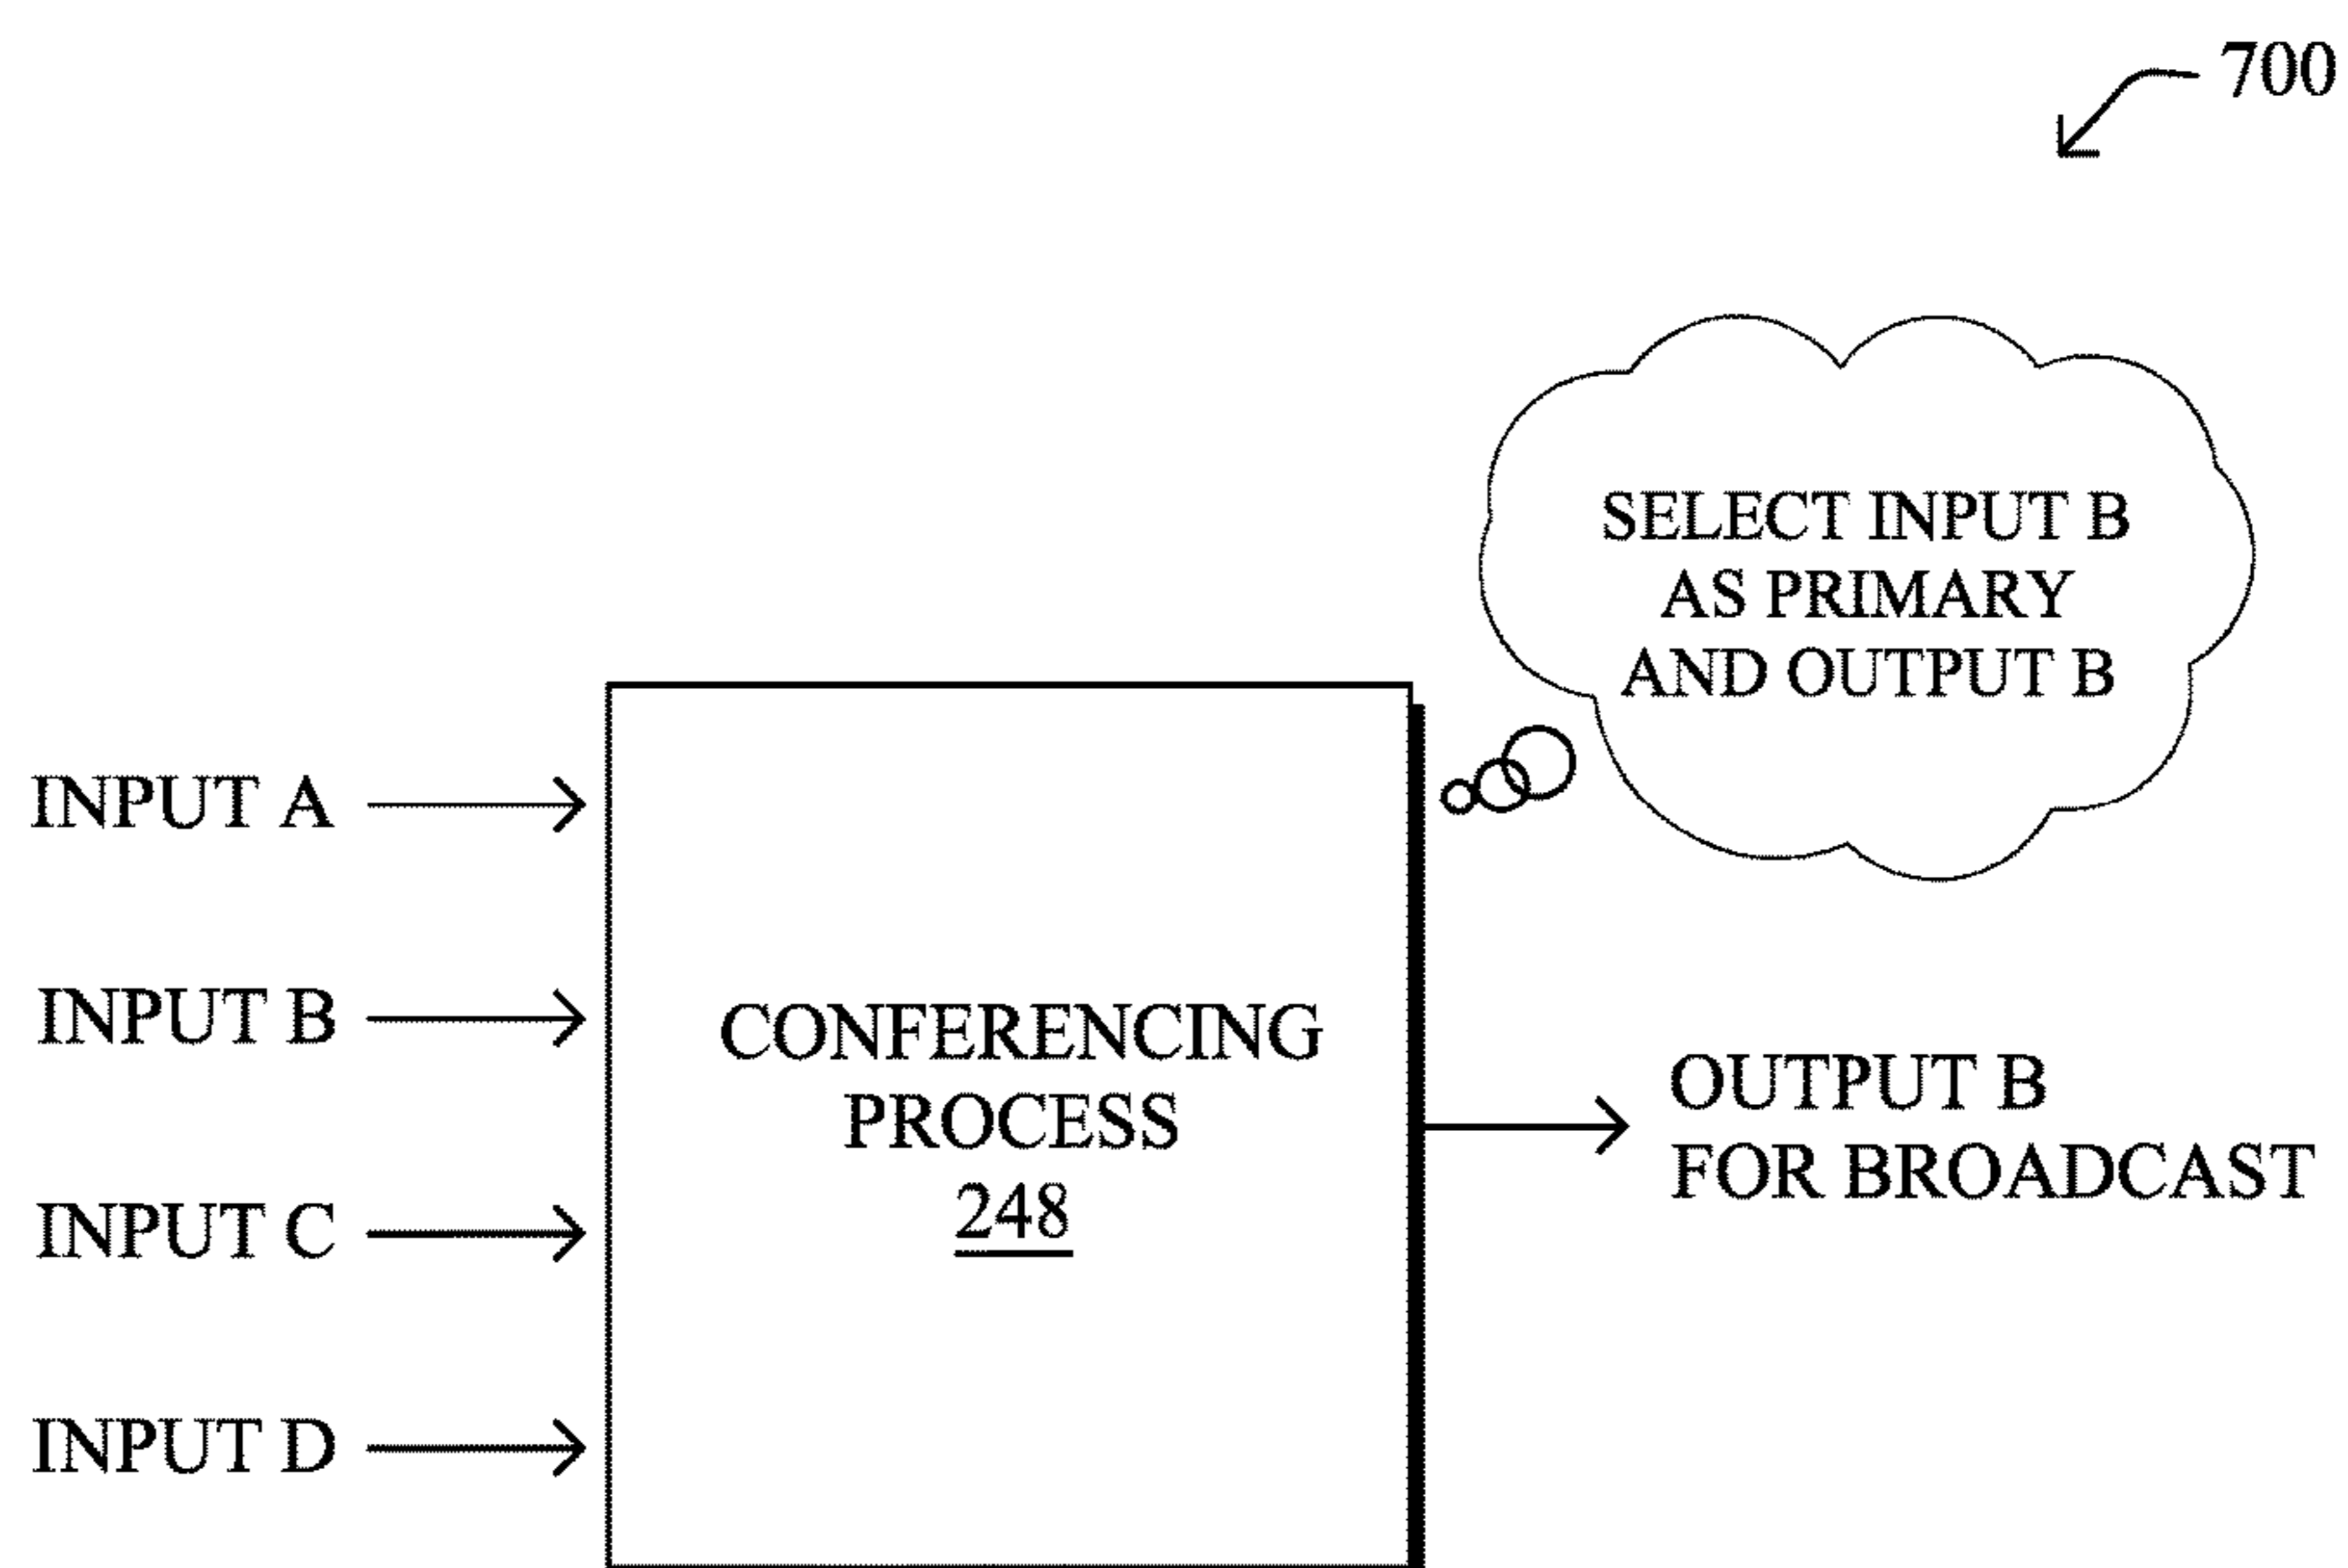 700
SELECT INPUT B
AS PRIMARY
AND OUTPUT B
INPUT A
INPUT B
INPUT C
INPUT D
CONFERENCING
PROCESS
248
OUTPUT B
FOR BROADCAST